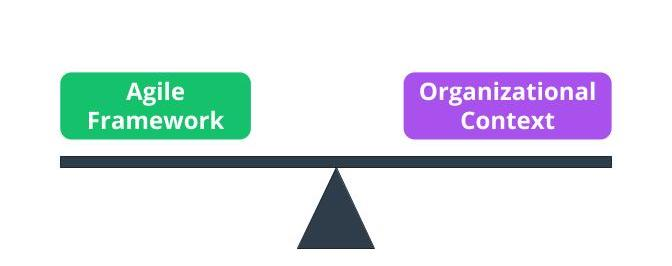 Agile
Framework
Organizational
Context